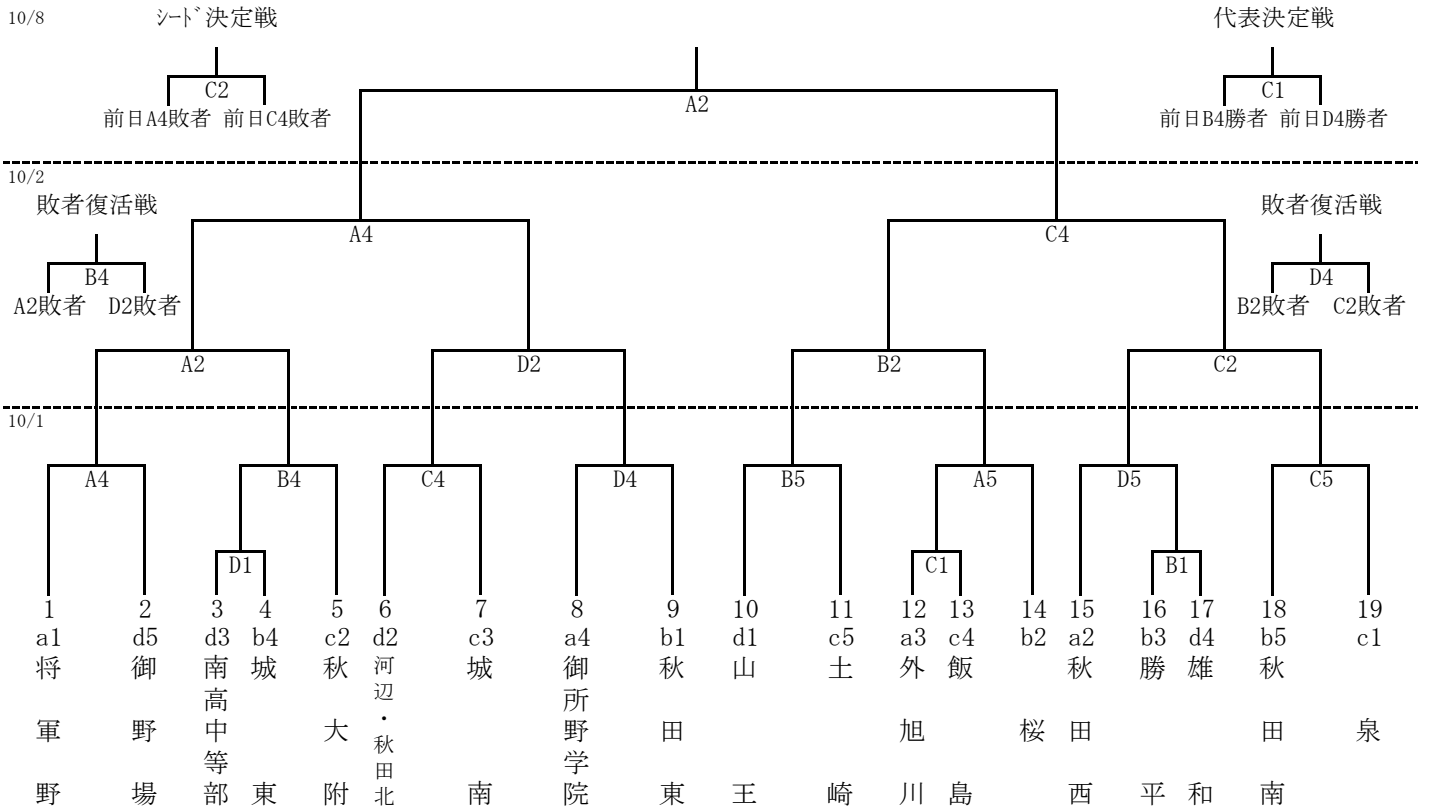 10/8
ｼｰﾄﾞ決定戦
代表決定戦
C2
A2
C1
前日A4敗者 前日C4敗者
前日B4勝者 前日D4勝者
10/2
敗者復活戦
敗者復活戦
A4
C4
B4
D4
A2敗者 D2敗者
B2敗者 C2敗者
A2
D2
B2
C2
10/1
A4
B4
C4
D4
B5
A5
D5
C5
D1
C1
B1
1 2 3 4 5 6 7 8 9 10 11 12 13 14 15 16 17 18 19
a1 d5 d3 b4 c2 d2 c3 a4 b1 d1 c5 a3 c4 b2 a2 b3 d4 b5 c1
将軍野
御野場
南高中等部
城東
秋大附
河辺・秋田北
城南
御所野学院
秋田東
山王
土崎
外旭川
飯島
桜
秋田西
勝平
雄和
秋田南
泉